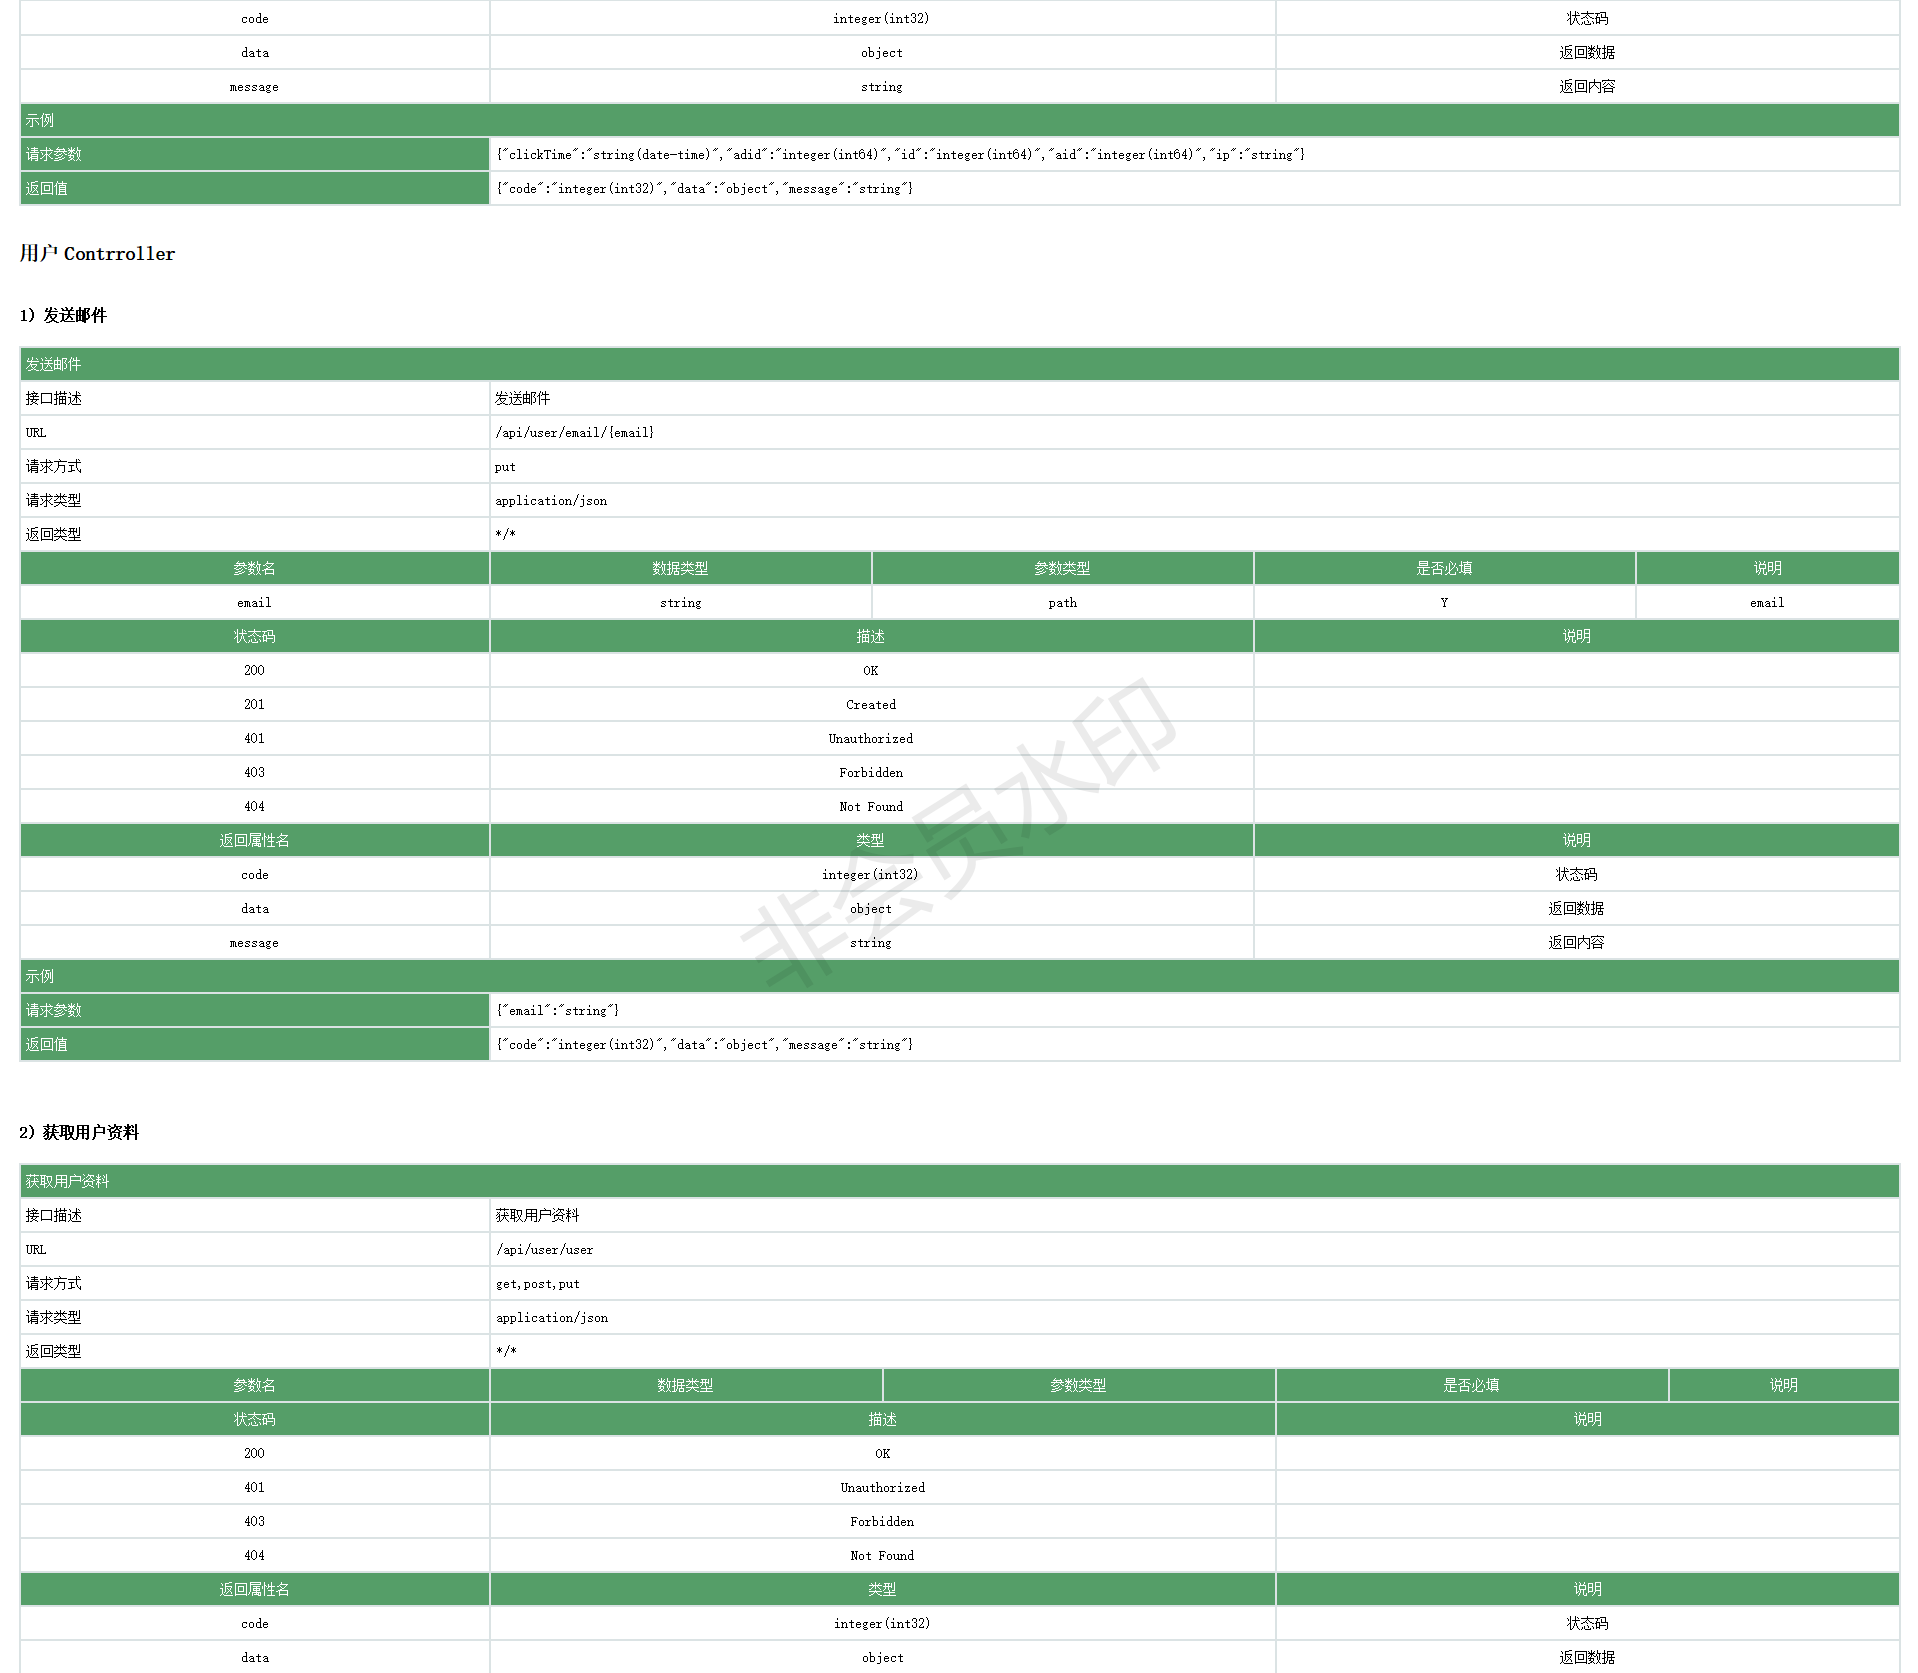 code integer(int32) 状态码
data object 返回数据
message string 返回内容
示例
请求参数 {"clickTime":"string(date-time)","adid":"integer(int64)","id":"integer(int64)","aid":"integer(int64)","ip":"string"}
返回值 {"code":"integer(int32)","data":"object","message":"string"}
用户 Contrroller
1）发送邮件
发送邮件
接口描述 发送邮件
URL /api/user/email/{email}
请求方式 put
请求类型 application/json
返回类型 */*
参数名 数据类型 参数类型 是否必填 说明
email string path Y email
状态码 描述 说明
200 OK
201 Created
401 Unauthorized
403 Forbidden
404 Not Found
返回属性名 类型 说明
code integer(int32) 状态码
data object 返回数据
message string 返回内容
示例
请求参数 {"email":"string"}
返回值 {"code":"integer(int32)","data":"object","message":"string"}
非会员水印
2）获取用户资料
获取用户资料
接口描述 获取用户资料
URL /api/user/user
请求方式 get,post,put
请求类型 application/json
返回类型 */*
参数名 数据类型 参数类型 是否必填 说明
状态码 描述 说明
200 OK
401 Unauthorized
403 Forbidden
404 Not Found
返回属性名 类型 说明
code integer(int32) 状态码
data object 返回数据